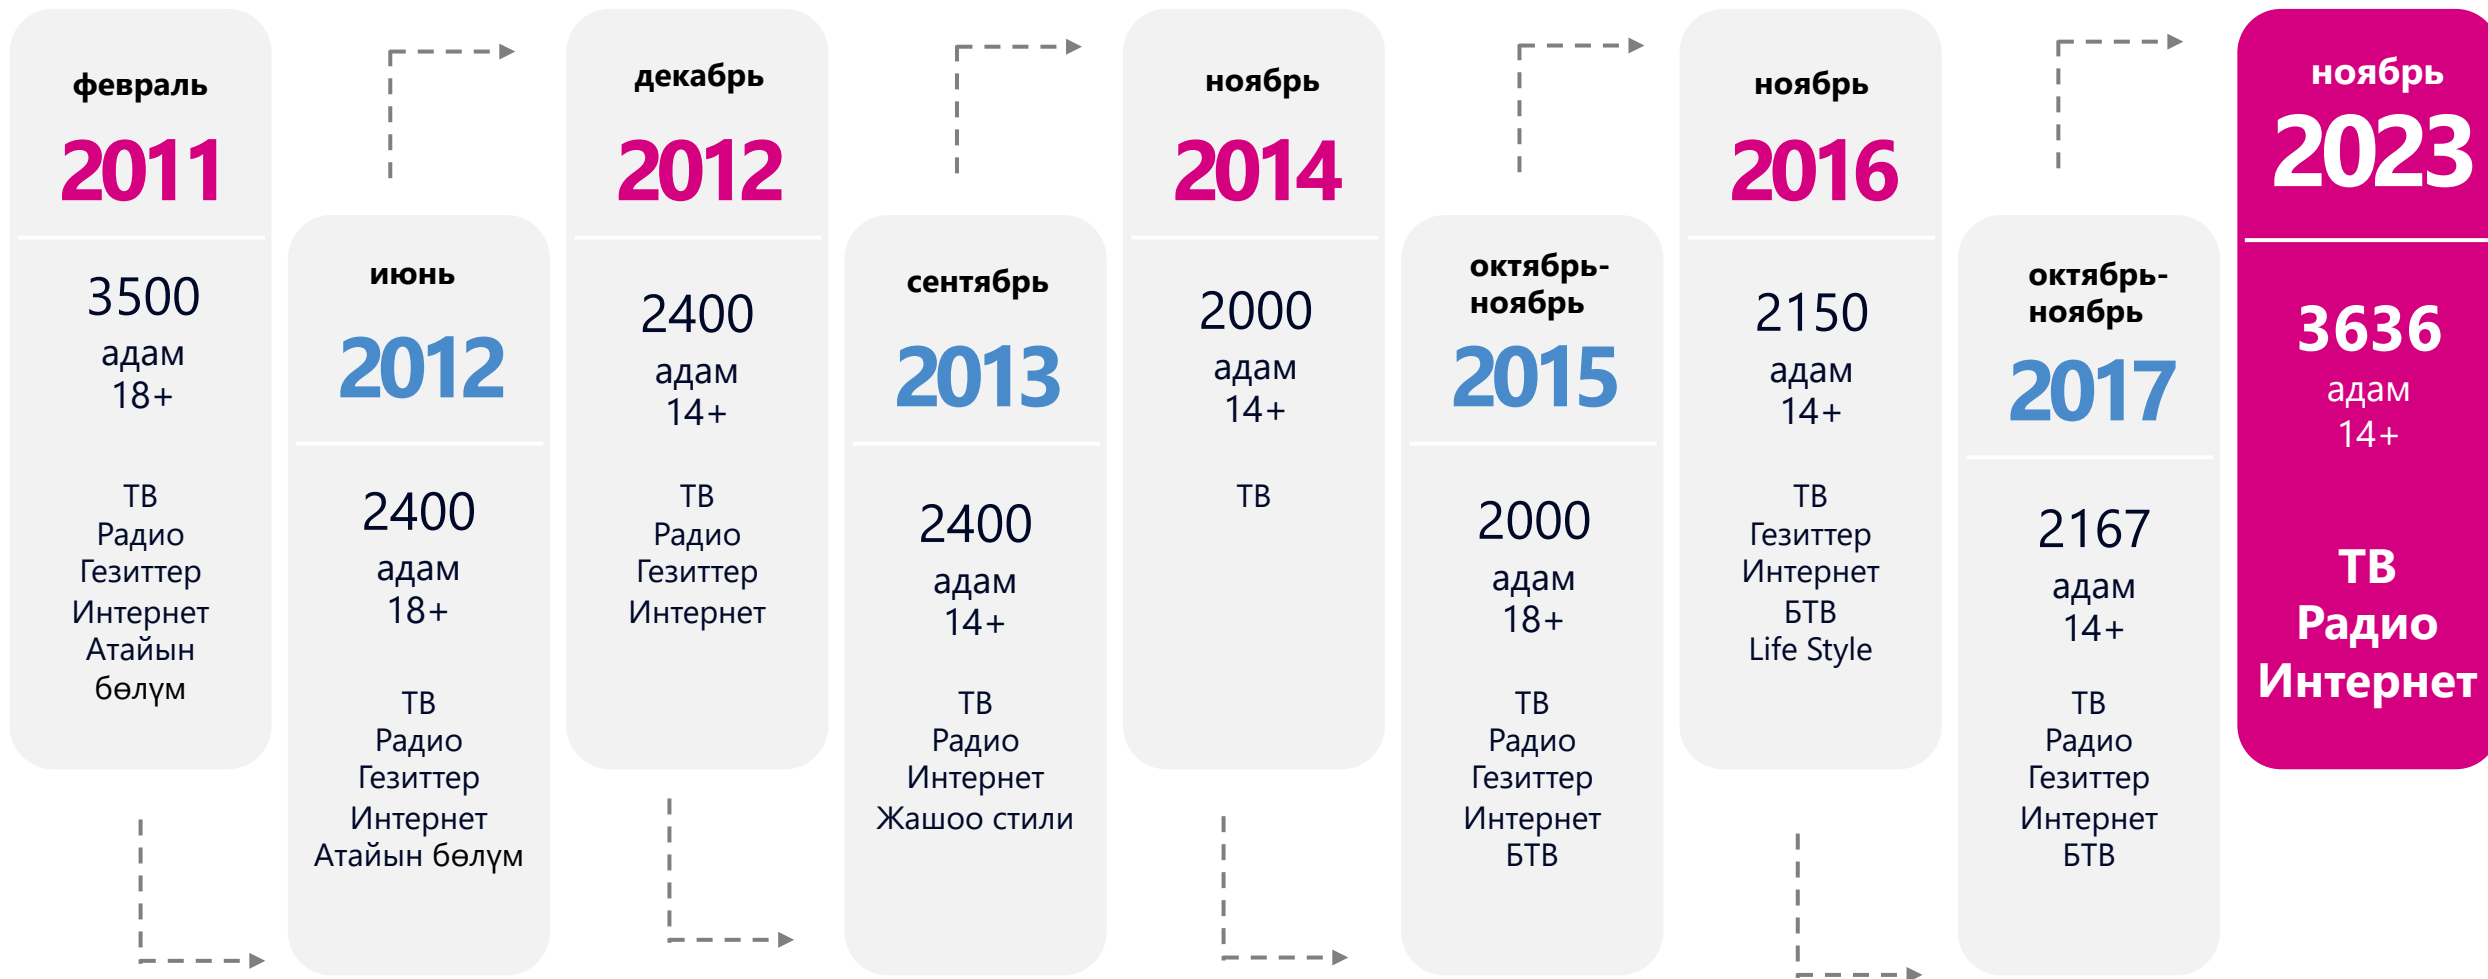 февраль
2011
3500
адам
18+
ТВ
Радио
Гезиттер
Интернет
Атайын
бөлүм
июнь
2012
2400
адам
18+
ТВ
Радио
Гезиттер
Интернет
Атайын бөлүм
декабрь
2012
2400
адам
14+
ТВ
Радио
Гезиттер
Интернет
сентябрь
2013
2400
адам
14+
ТВ
Радио
Интернет
Жашоо стили
ноябрь
2014
2000
адам
14+
ТВ
октябрь-
ноябрь
2015
2000
адам
18+
ТВ
Радио
Гезиттер
Интернет
БТВ
ноябрь
2016
2150
адам
14+
ТВ
Гезиттер
Интернет
БТВ
Life Style
октябрь-
ноябрь
2017
2167
адам
14+
ТВ
Радио
Гезиттер
Интернет
БТВ
ноябрь
2023
3636
адам
14+
ТВ
Радио
Интернет